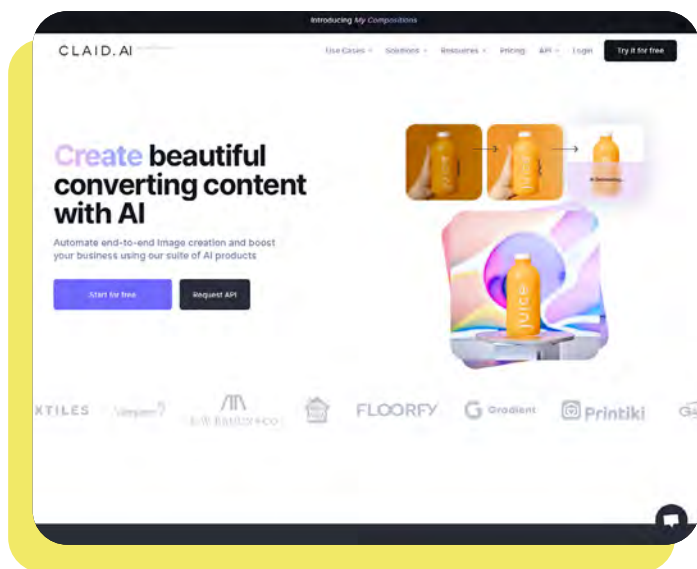 Introducing My Compositions
CLAID.AI
Use Cases Solutions Resources Pricing API Login Try it for free
Create beautiful
converting content
with AI
Automate end-to-end image creation and boost
your business using our suite of AI products
Start for free Request API
juice
XTILES FLOORFY G Gradient Printiki